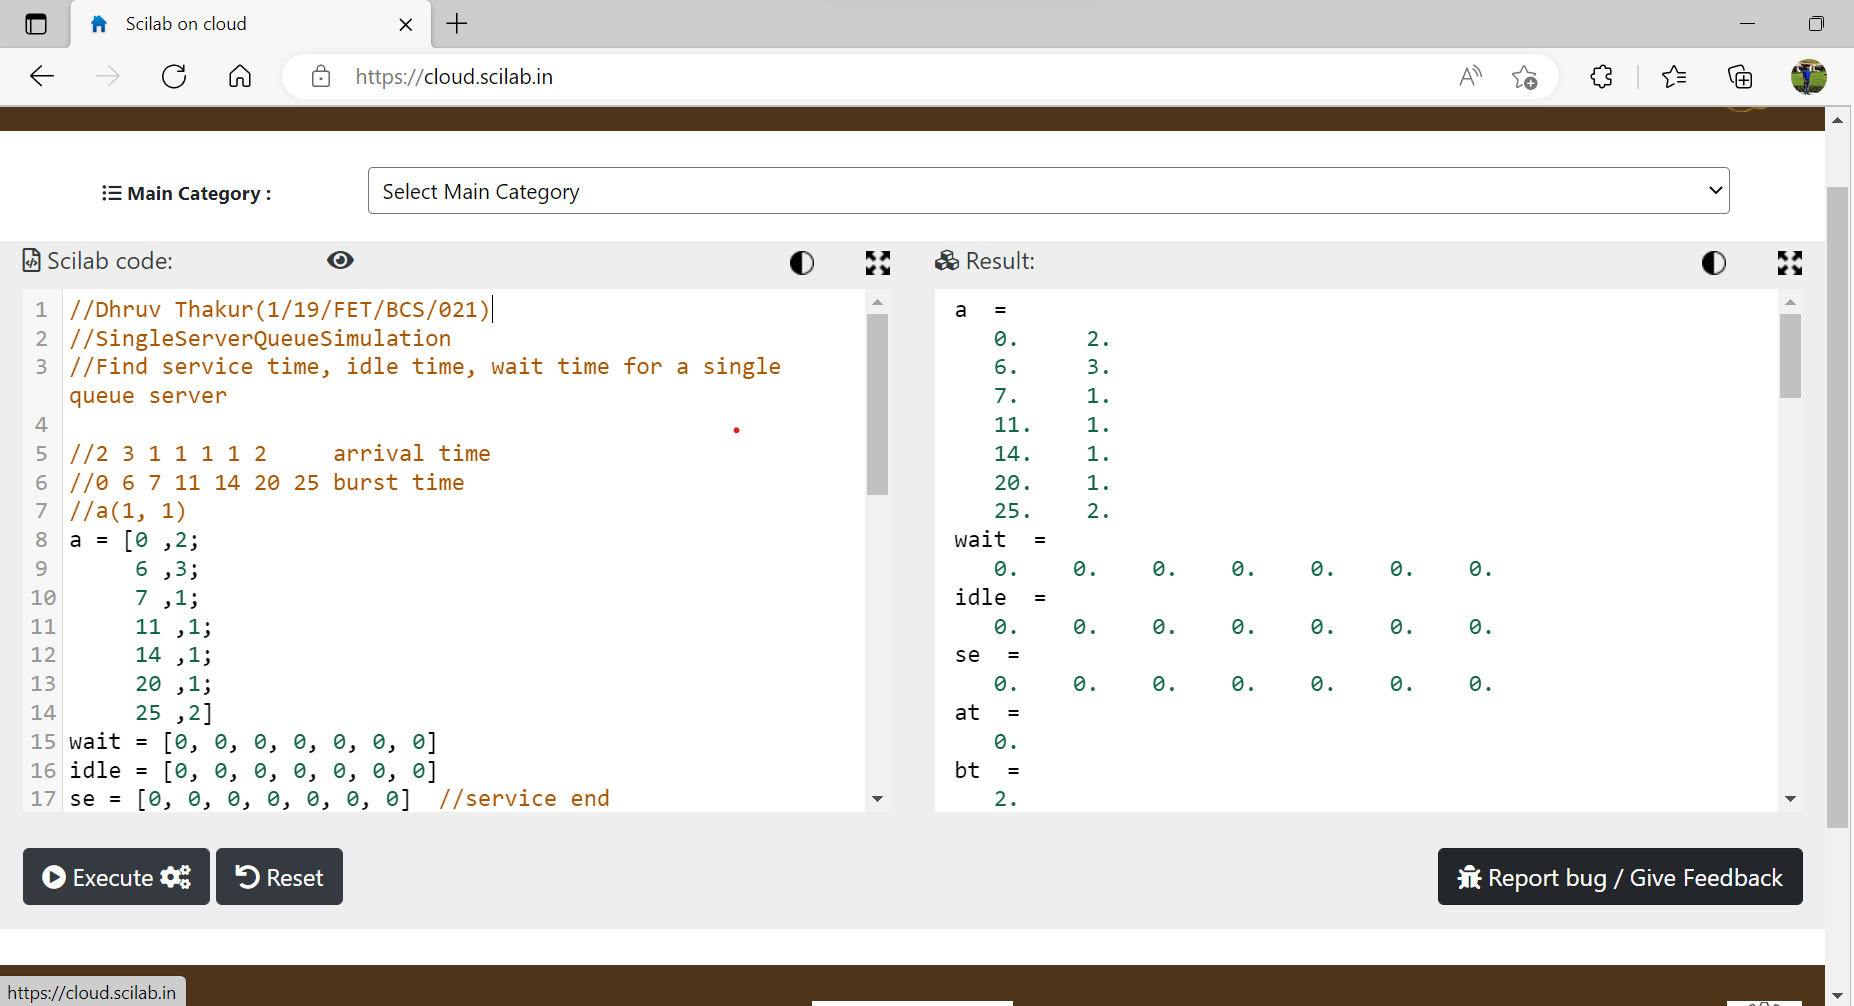 Scilab on cloud
https://cloud.scilab.in
Main Category :
Select Main Category
Scilab code:
1 //Dhruv Thakur(1/19/FET/BCS/021)
2 //SingleServerQueueSimulation
3 //Find service time, idle time, wait time for a single
queue server
4
5 //2 3 1 1 1 1 2     arrival time
6 //0 6 7 11 14 20 25 burst time
7 //a(1, 1)
8 a = [0 ,2;
9      6 ,3;
10      7 ,1;
11      11 ,1;
12      14 ,1;
13      20 ,1;
14      25 ,2]
15 wait = [0, 0, 0, 0, 0, 0, 0]
16 idle = [0, 0, 0, 0, 0, 0, 0]
17 se = [0, 0, 0, 0, 0, 0, 0]  //service end
Result:
a  =
0.     2.
6.     3.
7.     1.
11.    1.
14.    1.
20.    1.
25.    2.
wait  =
0.    0.    0.    0.    0.    0.    0.
idle  =
0.    0.    0.    0.    0.    0.    0.
se  =
0.    0.    0.    0.    0.    0.    0.
at  =
0.
bt  =
2.
Execute
Reset
Report bug / Give Feedback
https://cloud.scilab.in